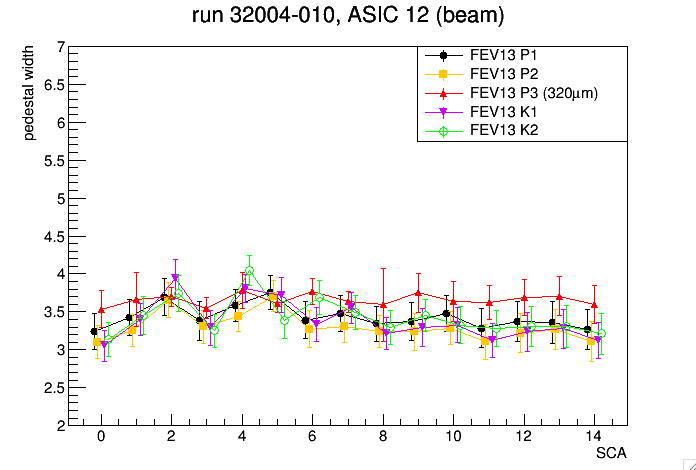 run 32004-010, ASIC 12 (beam)
pedestal width
7
6.5
6
5.5
5
4.5
4
3.5
3
2.5
2
FEV13 P1
FEV13 P2
FEV13 P3 (320μm)
FEV13 K1
FEV13 K2
0 2 4 6 8 10 12 14
SCA